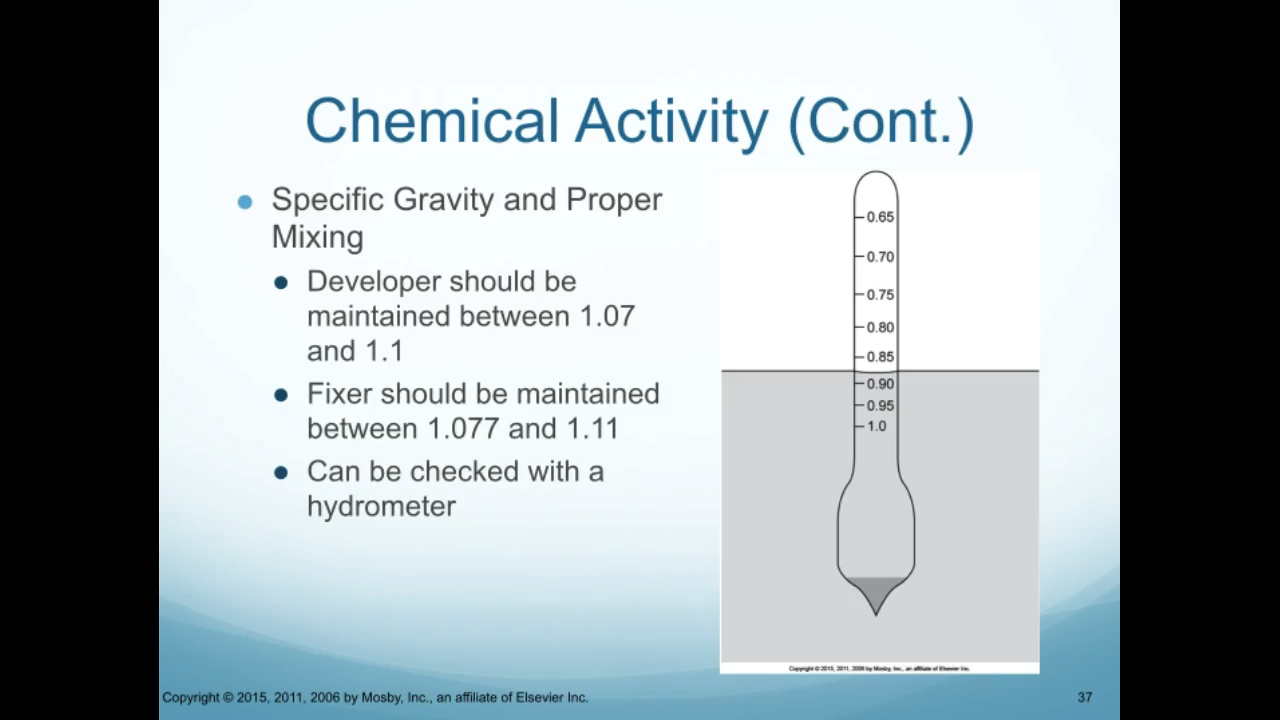 Chemical Activity (Cont.)
Specific Gravity and Proper
Mixing
Developer should be
maintained between 1.07
and 1.1
Fixer should be maintained
between 1.077 and 1.11
Can be checked with a
hydrometer
0.65
0.70
0.75
0.80
0.85
0.90
0.95
1.0
Copyright © 2015, 2011, 2006 by Mosby, Inc., an affiliate of Elsevier Inc.
Copyright © 2015, 2011, 2006 by Mosby, Inc., an affiliate of Elsevier Inc.
37